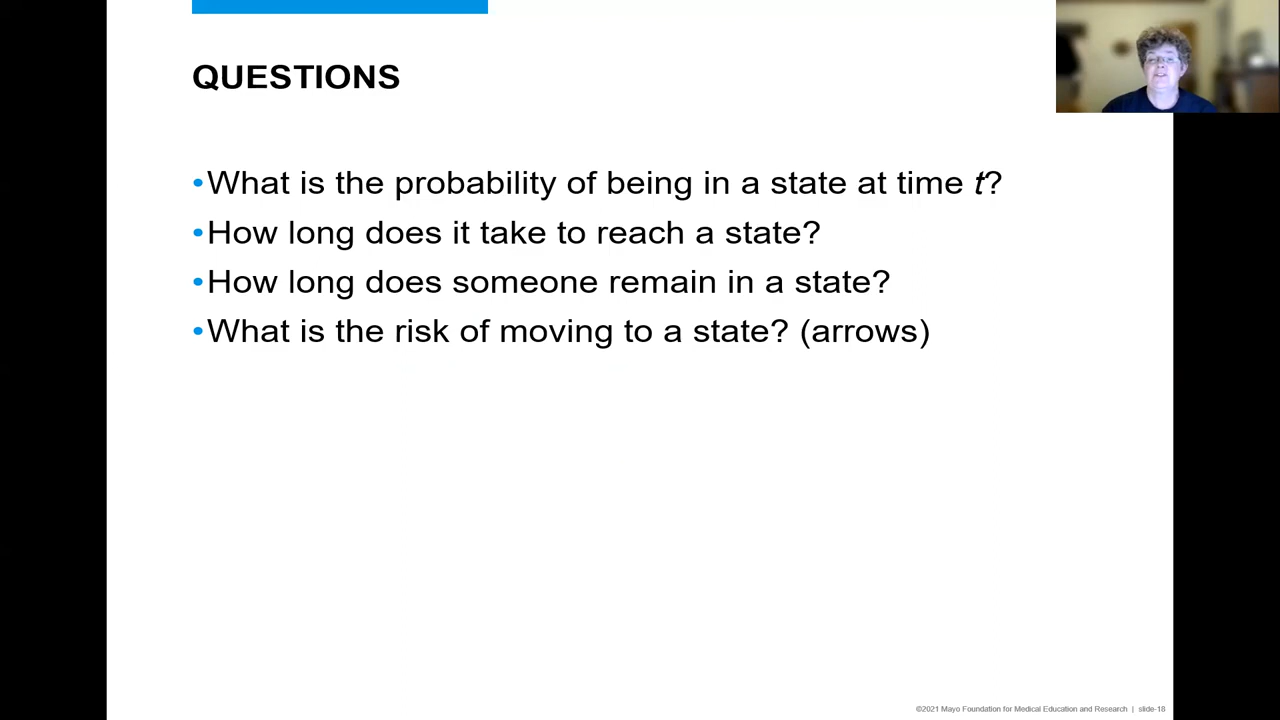 QUESTIONS
•What is the probability of being in a state at time t?
•How long does it take to reach a state?
•How long does someone remain in a state?
•What is the risk of moving to a state? (arrows)
©2021 Mayo Foundation for Medical Education and Research | slide-18